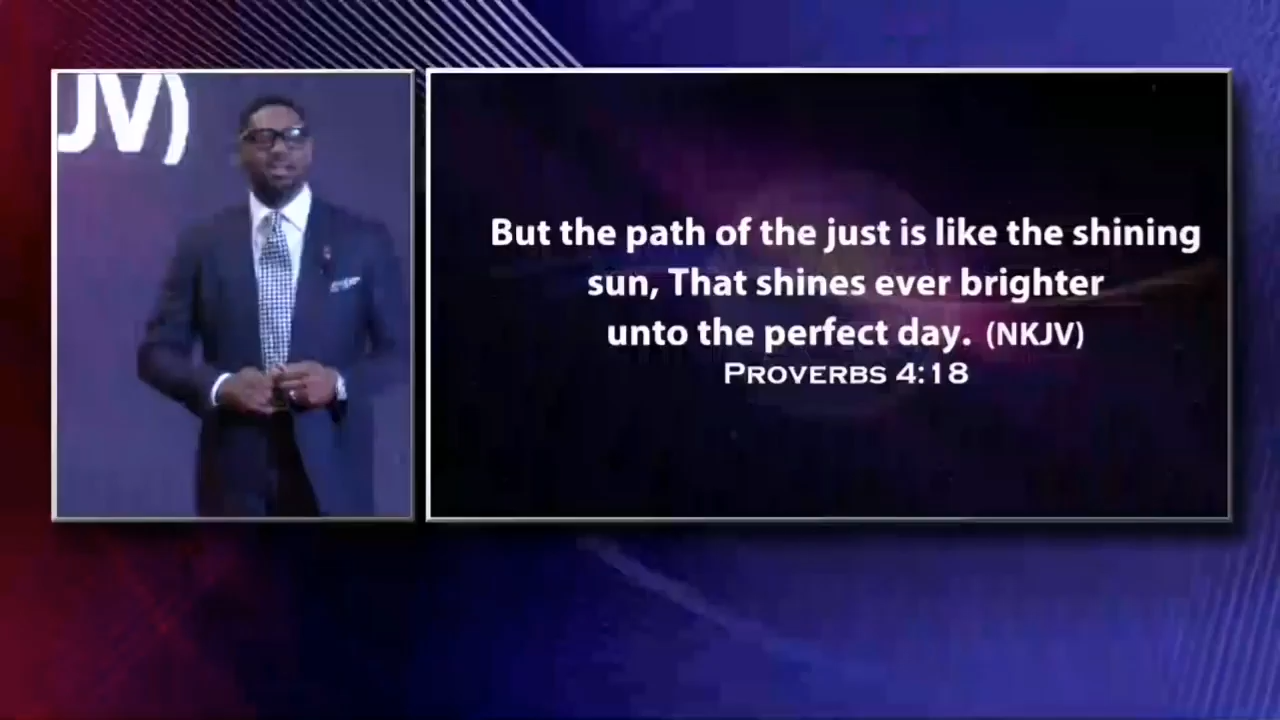 JV)
But the path of the just is like the shining
sun, That shines ever brighter
unto the perfect day. (NKJV)
PROVERBS 4:18